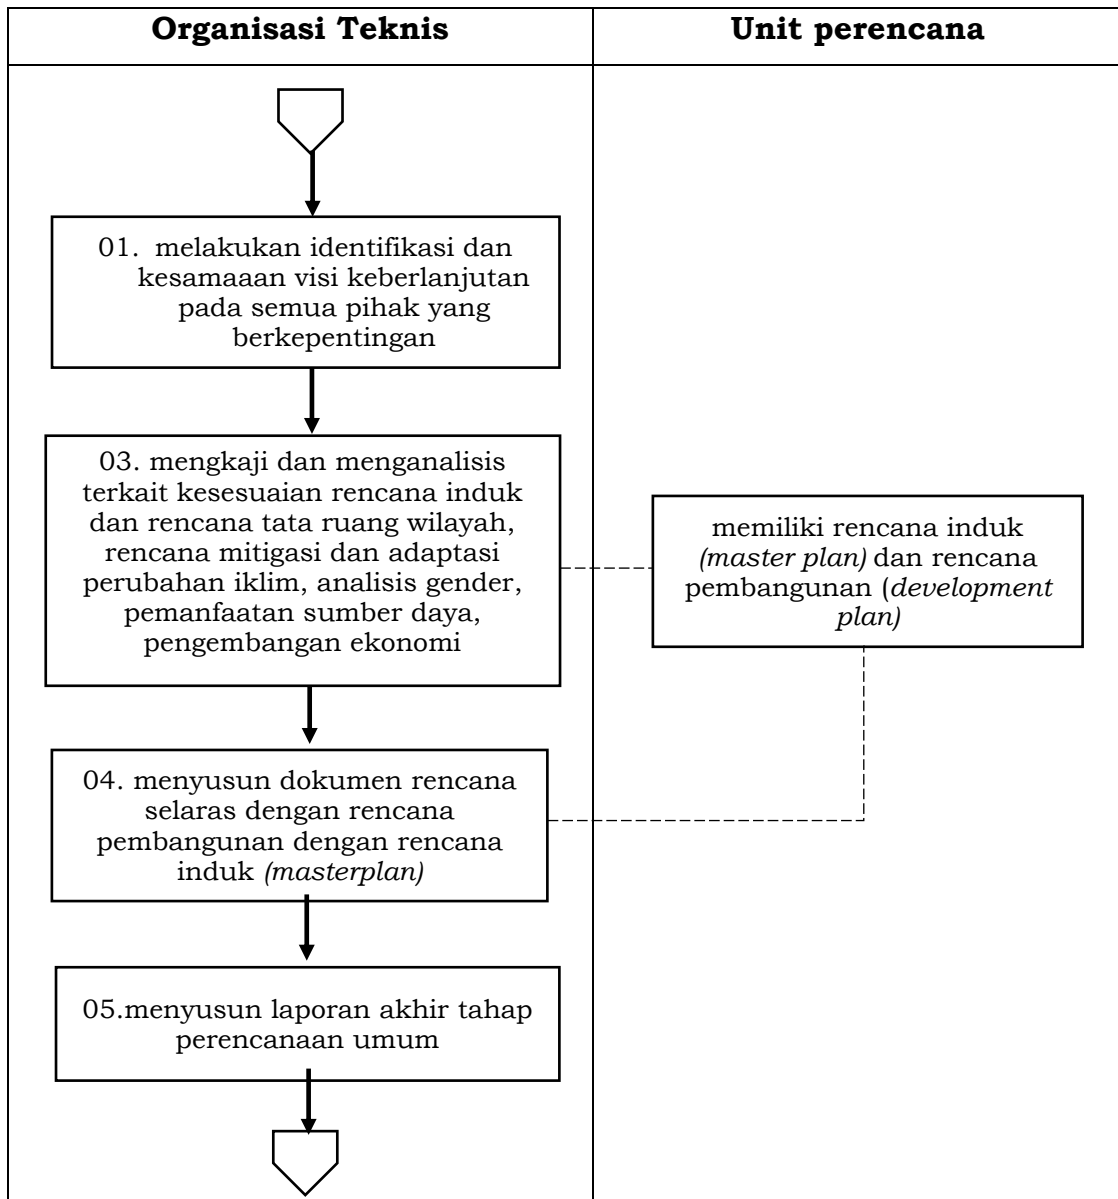 Organisasi Teknis
Unit perencana
01. melakukan identifikasi dan
kesamaaan visi keberlanjutan
pada semua pihak yang
berkepentingan
03. mengkaji dan menganalisis
terkait kesesuaian rencana induk
dan rencana tata ruang wilayah,
rencana mitigasi dan adaptasi
perubahan iklim, analisis gender,
pemanfaatan sumber daya,
pengembangan ekonomi
memiliki rencana induk
(master plan) dan rencana
pembangunan (development
plan)
04. menyusun dokumen rencana
selaras dengan rencana
pembangunan dengan rencana
induk (masterplan)
05.menyusun laporan akhir tahap
perencanaan umum